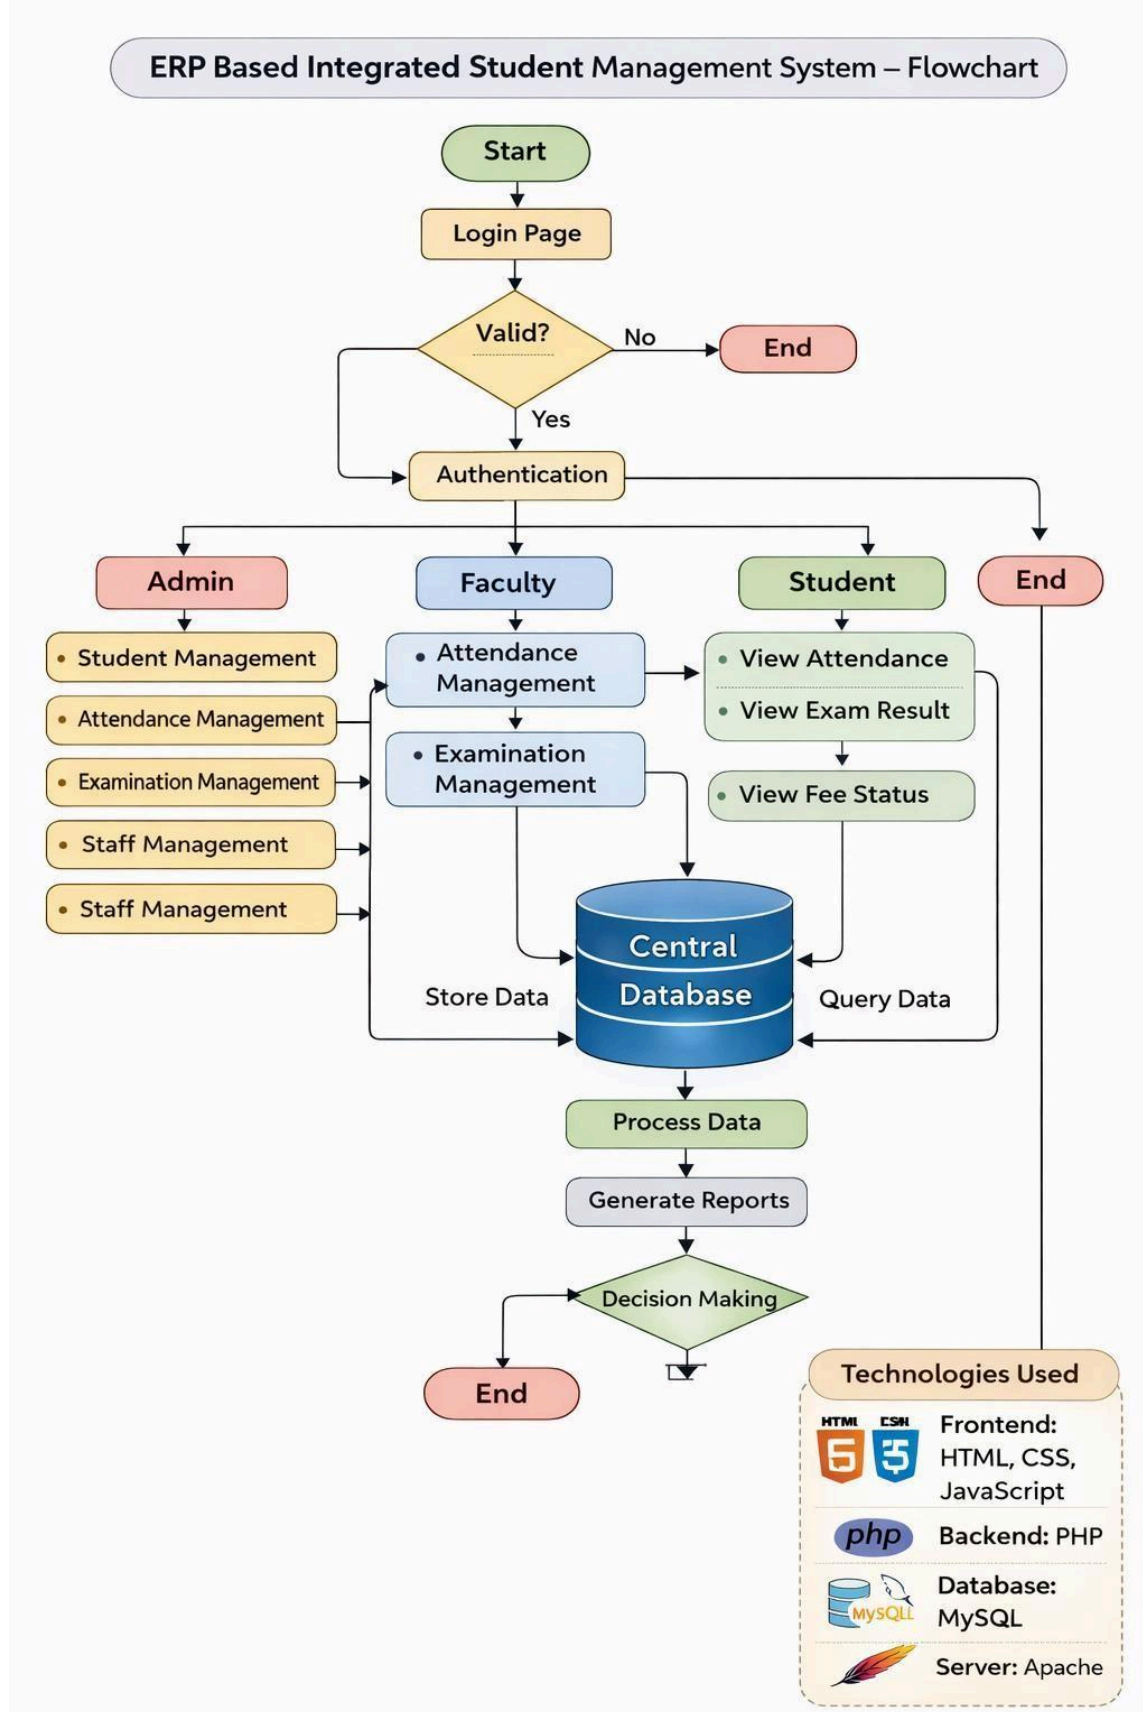 ERP Based Integrated Student Management System – Flowchart
Start
Login Page
Valid?
No
End
Yes
Authentication
Admin
Faculty
Student
End
• Student Management
• Attendance Management
• Examination Management
• Staff Management
• Staff Management
• Attendance
Management
• Examination
Management
• View Attendance
• View Exam Result
• View Fee Status
Central
Database
Store Data
Query Data
Process Data
Generate Reports
Decision Making
End
Technologies Used
HTML
Frontend:
HTML, CSS,
JavaScript
php
Backend: PHP
MySQLL
Database:
MySQL
Server: Apache